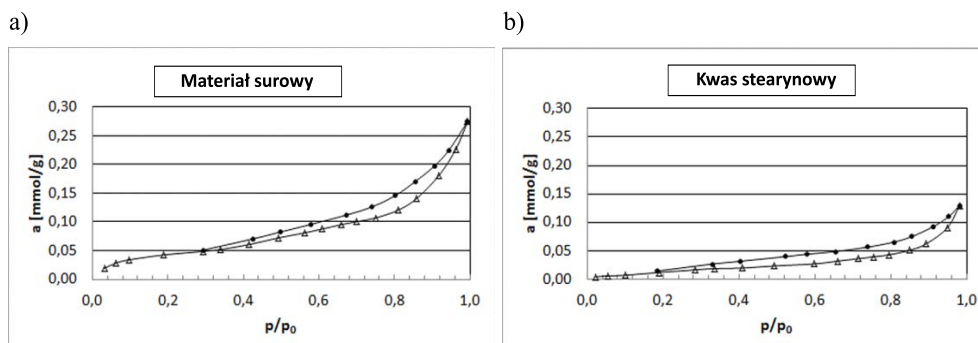 a)
Materiał surowy
0,30
0,25
0,20
0,15
0,10
0,05
0,00
a [mmol/g]
0,0 0,2 0,4 0,6 0,8 1,0
p/p₀
b)
Kwas stearynowy
0,30
0,25
0,20
0,15
0,10
0,05
0,00
a [mmol/g]
0,0 0,2 0,4 0,6 0,8 1,0
p/p₀